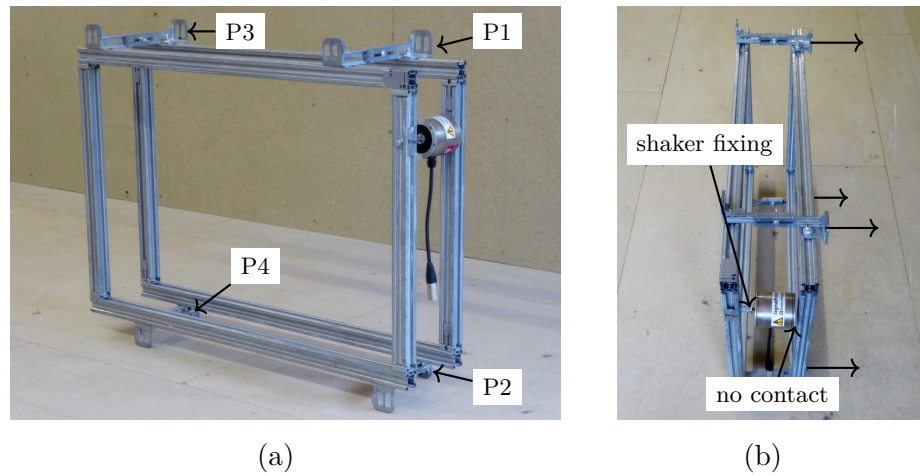 P3
P1
P4
P2
(a)
shaker fixing
no contact
(b)